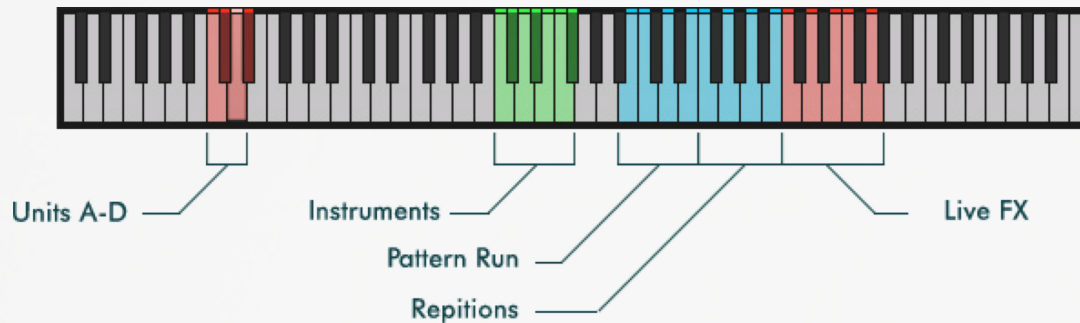 Units A-D
Instruments
Live FX
Pattern Run
Repitions